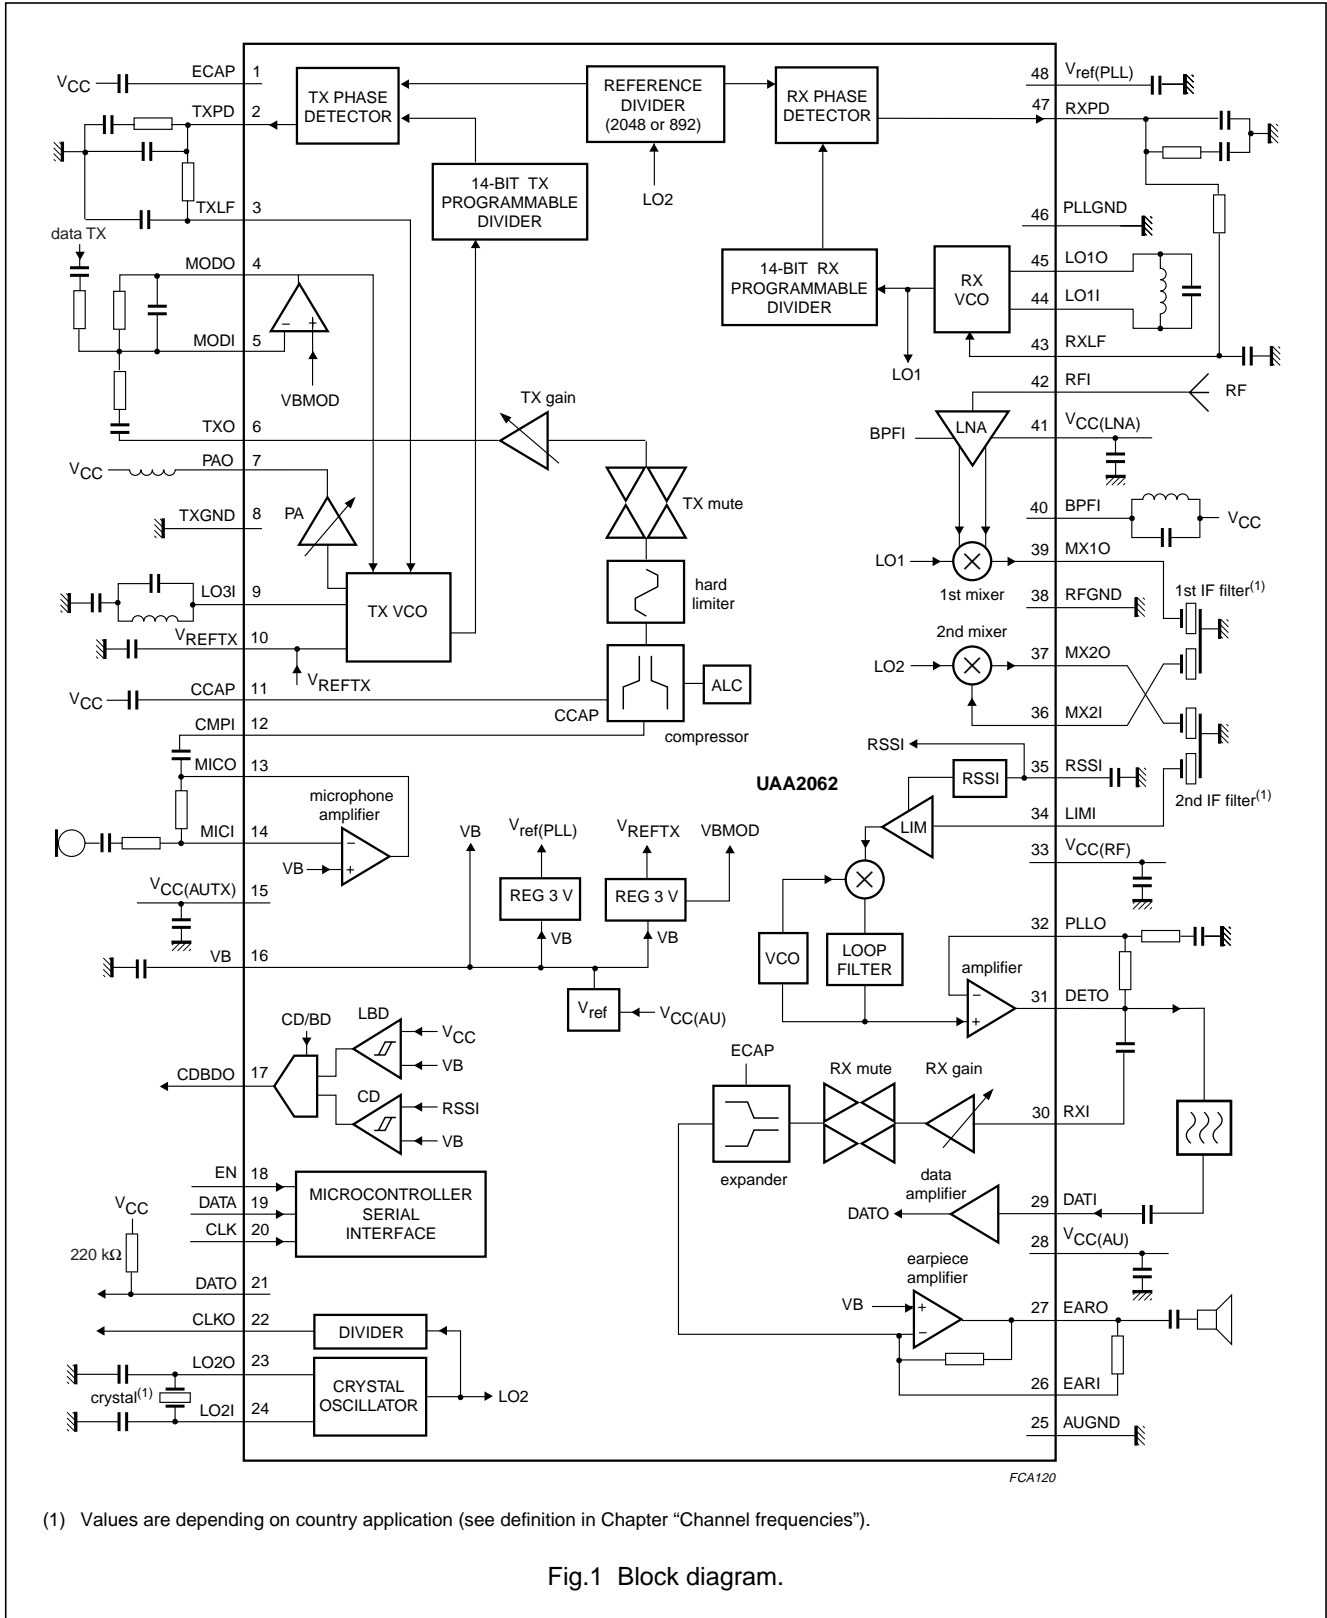 VCC
ECAP 1
TXPD 2
TXLF 3
data TX
MODO 4
MODI 5
VBMOD
TXO 6
TX gain
VCC
PAO 7
PA
TXGND 8
LO3I 9
TX VCO
VREFTX 10
VREFTX
VCC
CCAP 11
CCAP
CMPI 12
MICO 13
MICI 14
microphone
amplifier
VB
−
+
VCC(AUTX) 15
VB 16
CD/BD
LBD
VCC
VB
CDBDO 17
CD
RSSI
VB
EN 18
DATA 19
CLK 20
MICROCONTROLLER
SERIAL
INTERFACE
VCC
220 kΩ
DATO 21
CLKO 22
DIVIDER
LO2O 23
crystal(1)
LO2I 24
CRYSTAL
OSCILLATOR
LO2
TX PHASE
DETECTOR
REFERENCE
DIVIDER
(2048 or 892)
LO2
RX PHASE
DETECTOR
14-BIT TX
PROGRAMMABLE
DIVIDER
14-BIT RX
PROGRAMMABLE
DIVIDER
RX
VCO
LO1
−
+
TX mute
hard
limiter
ALC
compressor
UAA2062
VB
Vref(PLL)
VREFTX
VBMOD
REG 3 V
REG 3 V
VB
VB
Vref
VCC(AU)
48 Vref(PLL)
47 RXPD
46 PLLGND
45 LO1O
44 LO1I
43 RXLF
42 RFI
RF
LNA
BPFI
41 VCC(LNA)
40 BPFI
VCC
LO1
39 MX1O
1st mixer
1st IF filter(1)
38 RFGND
2nd mixer
LO2
37 MX2O
36 MX2I
RSSI
RSSI
35 RSSI
2nd IF filter(1)
LIM
34 LIMI
33 VCC(RF)
32 PLLO
VCO
LOOP
FILTER
amplifier
−
+
31 DETO
ECAP
RX mute
RX gain
30 RXI
expander
data
amplifier
DATO
29 DATI
28 VCC(AU)
earpiece
amplifier
VB
+
−
27 EARO
26 EARI
25 AUGND
FCA120
(1) Values are depending on country application (see definition in Chapter “Channel frequencies”).
Fig.1 Block diagram.